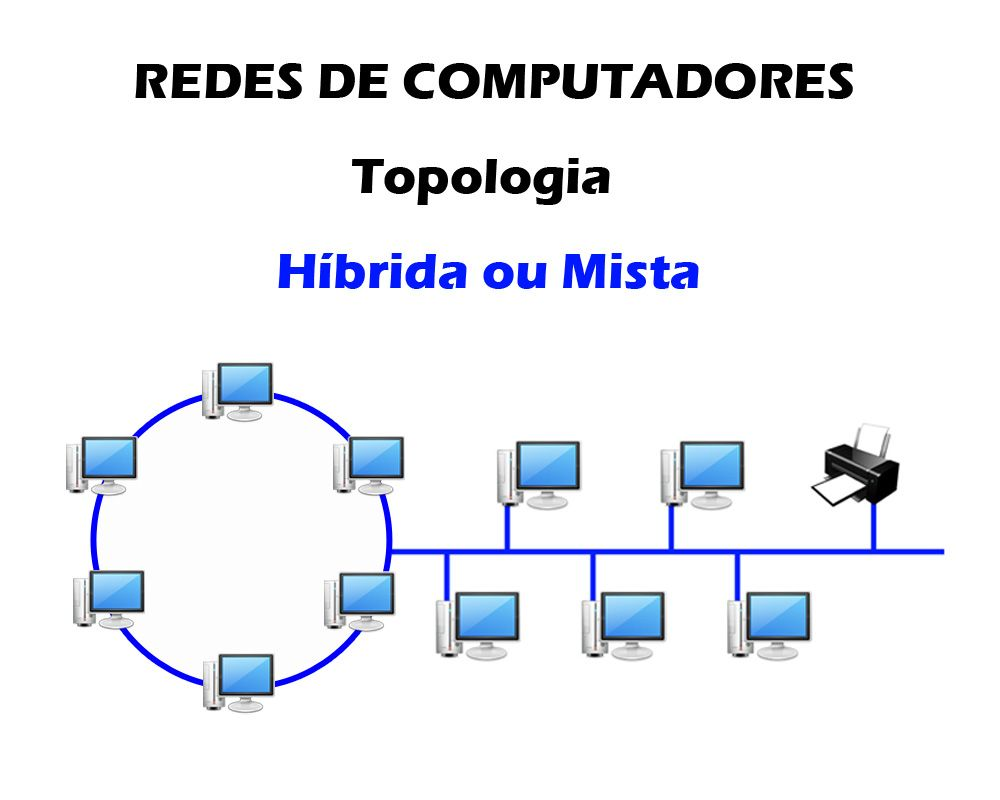 REDES DE COMPUTADORES
Topologia
Híbrida ou Mista